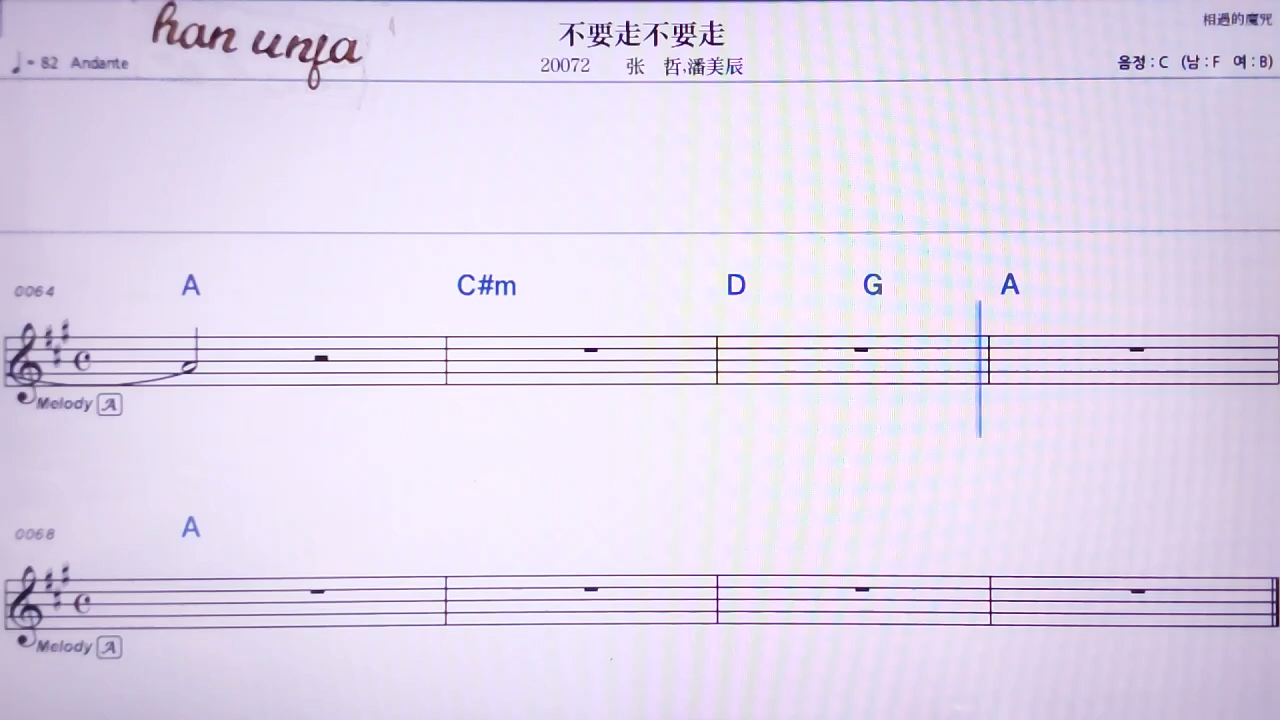 han unfa
不要走不要走
相遇的魔咒
♩= 82 Andante
20072 张 哲,潘美辰
음정 : C (남 : F 여 : B)
0064 A C#m D G A
Melody A
0068 A
Melody A